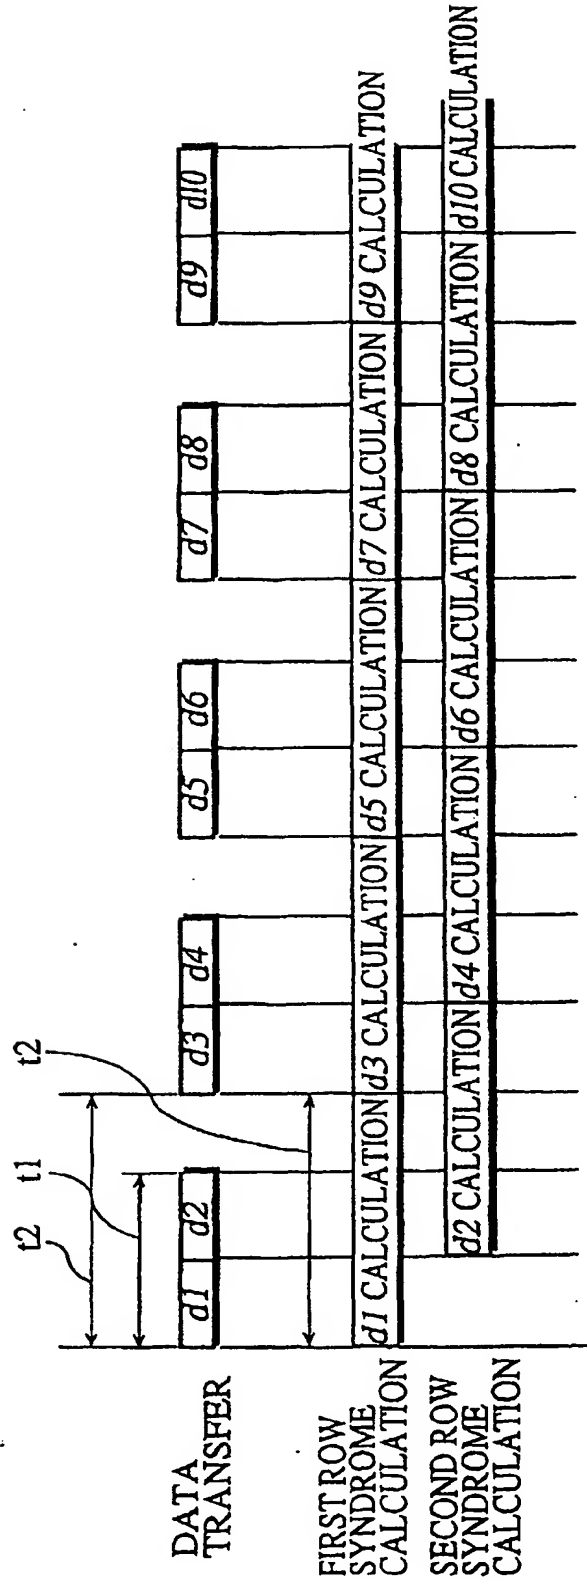 t2
t1
t2
DATA
TRANSFER
d1 d2 d3 d4 d5 d6 d7 d8 d9 d10
FIRST ROW
SYNDROME
CALCULATION
d1 CALCULATION d3 CALCULATION d5 CALCULATION d7 CALCULATION d9 CALCULATION
SECOND ROW
SYNDROME
CALCULATION
d2 CALCULATION d4 CALCULATION d6 CALCULATION d8 CALCULATION d10 CALCULATION